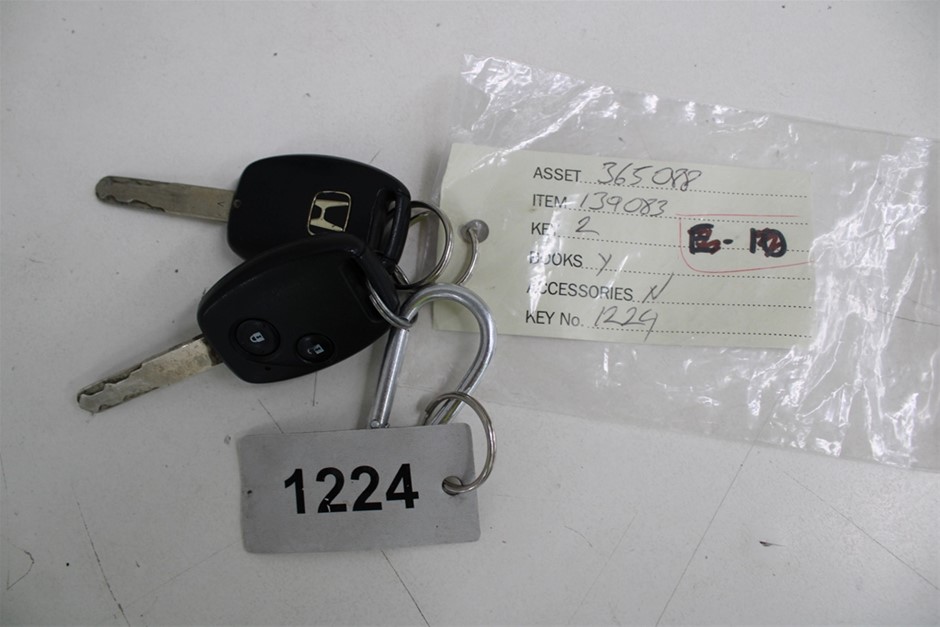 ASSET 365088
ITEM 139083
KEY 2
E-10
BOOKS Y
ACCESSORIES N
KEY No. 1224
1224